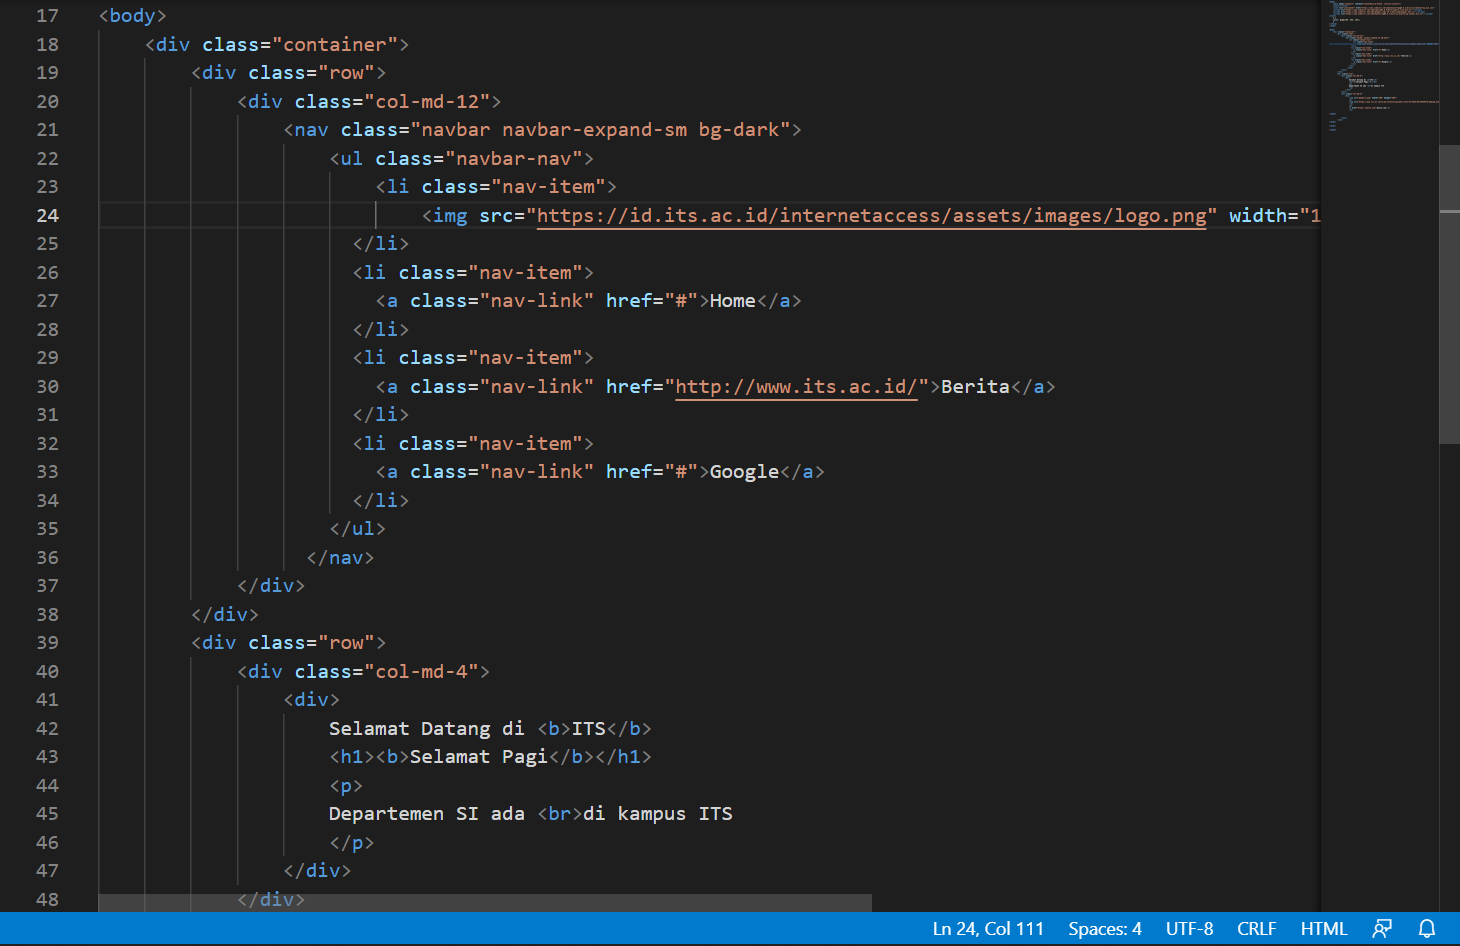 17 <body>
18 <div class="container">
19 <div class="row">
20 <div class="col-md-12">
21 <nav class="navbar navbar-expand-sm bg-dark">
22 <ul class="navbar-nav">
23 <li class="nav-item">
24 <img src="https://id.its.ac.id/internetaccess/assets/images/logo.png" width="1
25 </li>
26 <li class="nav-item">
27 <a class="nav-link" href="#">Home</a>
28 </li>
29 <li class="nav-item">
30 <a class="nav-link" href="http://www.its.ac.id/">Berita</a>
31 </li>
32 <li class="nav-item">
33 <a class="nav-link" href="#">Google</a>
34 </li>
35 </ul>
36 </nav>
37 </div>
38 </div>
39 <div class="row">
40 <div class="col-md-4">
41 <div>
42 Selamat Datang di <b>ITS</b>
43 <h1><b>Selamat Pagi</b></h1>
44 <p>
45 Departemen SI ada <br>di kampus ITS
46 </p>
47 </div>
48 </div>
Ln 24, Col 111 Spaces: 4 UTF-8 CRLF HTML